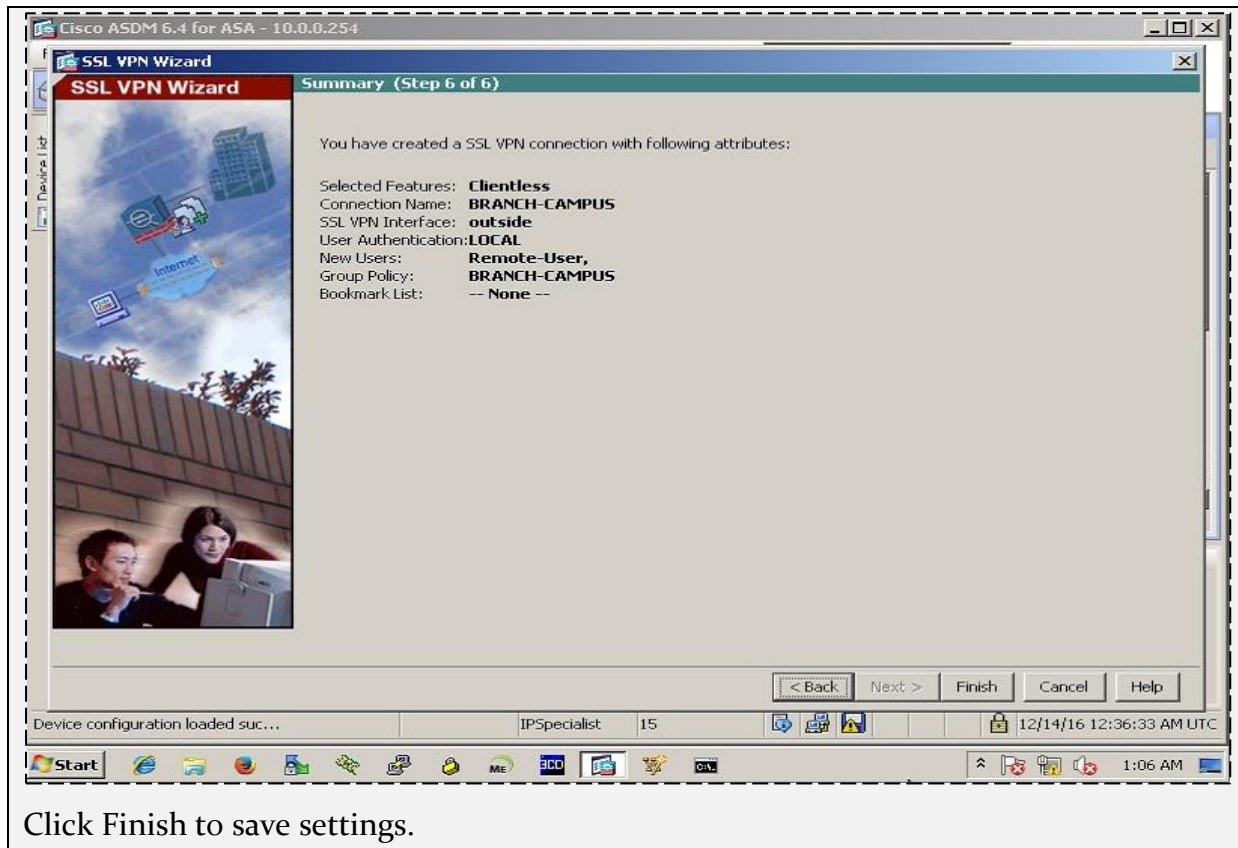 Cisco ASDM 6.4 for ASA - 10.0.0.254
SSL VPN Wizard
SSL VPN Wizard
Summary (Step 6 of 6)
Device List
You have created a SSL VPN connection with following attributes:
Selected Features: Clientless
Connection Name: BRANCH-CAMPUS
SSL VPN Interface: outside
User Authentication:LOCAL
New Users: Remote-User,
Group Policy: BRANCH-CAMPUS
Bookmark List: -- None --
Internet
< Back Next > Finish Cancel Help
Device configuration loaded suc... IPSpecialist 15 12/14/16 12:36:33 AM UTC
Start ME 1:06 AM
Click Finish to save settings.